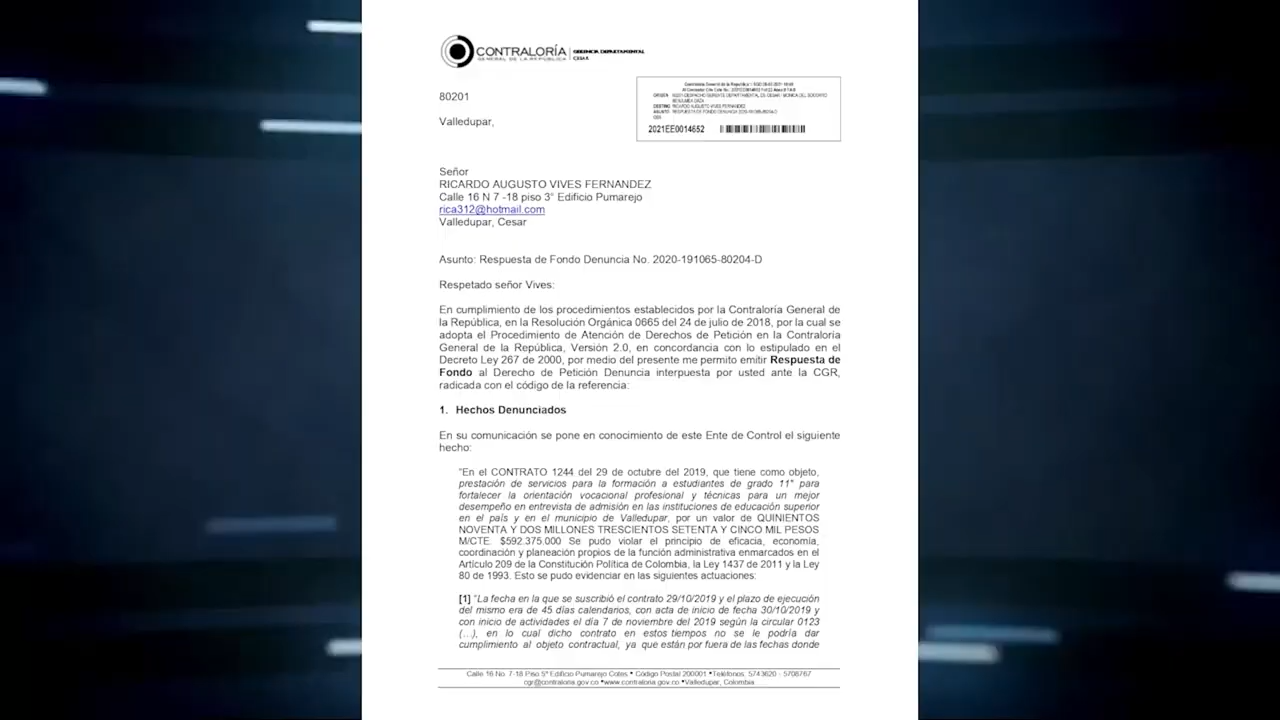 CONTRALORÍA
GENERAL DE LA REPÚBLICA
GERENCIA DEPARTAMENTAL
CESAR
80201
Valledupar,
2021EE0014652
Señor
RICARDO AUGUSTO VIVES FERNANDEZ
Calle 16 N 7 -18 piso 3° Edificio Pumarejo
rica312@hotmail.com
Valledupar, Cesar
Asunto: Respuesta de Fondo Denuncia No. 2020-191065-80204-D
Respetado señor Vives:
En cumplimiento de los procedimientos establecidos por la Contraloría General de
la República, en la Resolución Orgánica 0665 del 24 de julio de 2018, por la cual se
adopta el Procedimiento de Atención de Derechos de Petición en la Contraloría
General de la República, Versión 2.0, en concordancia con lo estipulado en el
Decreto Ley 267 de 2000, por medio del presente me permito emitir Respuesta de
Fondo al Derecho de Petición Denuncia interpuesta por usted ante la CGR,
radicada con el código de la referencia:
1. Hechos Denunciados
En su comunicación se pone en conocimiento de este Ente de Control el siguiente
hecho:
"En el CONTRATO 1244 del 29 de octubre del 2019, que tiene como objeto,
prestación de servicios para la formación a estudiantes de grado 11° para
fortalecer la orientación vocacional profesional y técnicas para un mejor
desempeño en entrevista de admisión en las instituciones de educación superior
en el país y en el municipio de Valledupar, por un valor de QUINIENTOS
NOVENTA Y DOS MILLONES TRESCIENTOS SETENTA Y CINCO MIL PESOS
M/CTE. $592.375.000 Se pudo violar el principio de eficacia, economía,
coordinación y planeación propios de la función administrativa enmarcados en el
Artículo 209 de la Constitución Política de Colombia, la Ley 1437 de 2011 y la Ley
80 de 1993. Esto se pudo evidenciar en las siguientes actuaciones:
[1] "La fecha en la que se suscribió el contrato 29/10/2019 y el plazo de ejecución
del mismo era de 45 días calendarios, con acta de inicio de fecha 30/10/2019 y
con inicio de actividades el día 7 de noviembre del 2019 según la circular 0123
(...), en lo cual dicho contrato en estos tiempos no se le podría dar
cumplimiento al objeto contractual, ya que están por fuera de las fechas donde
Calle 16 No. 7-18 Piso 5º Edificio Pumarejo Cotes • Código Postal 200001 • Teléfonos: 5743620 - 5708767
cgr@contraloria.gov.co • www.contraloria.gov.co • Valledupar, Colombia